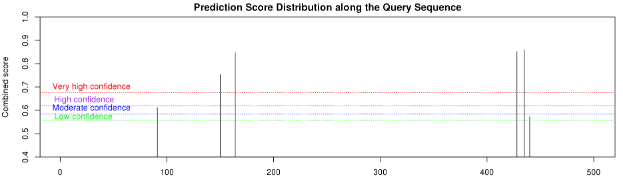 Prediction Score Distribution along the Query Sequence
Combined score
1.0
0.9
0.8
0.7
0.6
0.5
0.4
Very high confidence
High confidence
Moderate confidence
Low confidence
0 100 200 300 400 500